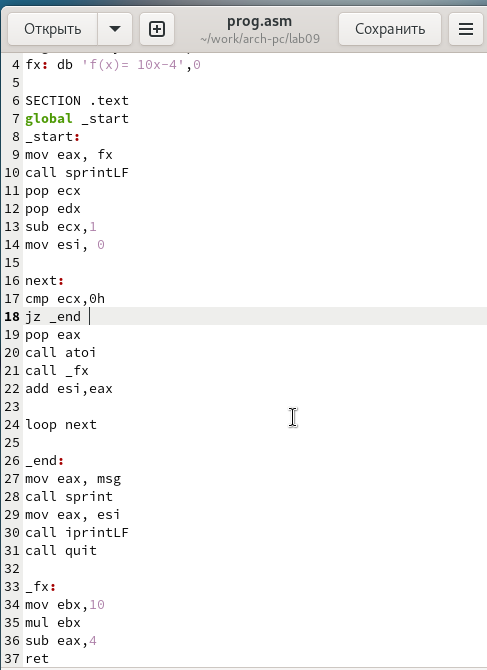 Открыть
prog.asm
~/work/arch-pc/lab09
Сохранить
4 fx: db 'f(x)= 10x-4',0
5
6 SECTION .text
7 global _start
8 _start:
9 mov eax, fx
10 call sprintLF
11 pop ecx
12 pop edx
13 sub ecx,1
14 mov esi, 0
15
16 next:
17 cmp ecx,0h
18 jz _end
19 pop eax
20 call atoi
21 call _fx
22 add esi,eax
23
24 loop next
25
26 _end:
27 mov eax, msg
28 call sprint
29 mov eax, esi
30 call iprintLF
31 call quit
32
33 _fx:
34 mov ebx,10
35 mul ebx
36 sub eax,4
37 ret